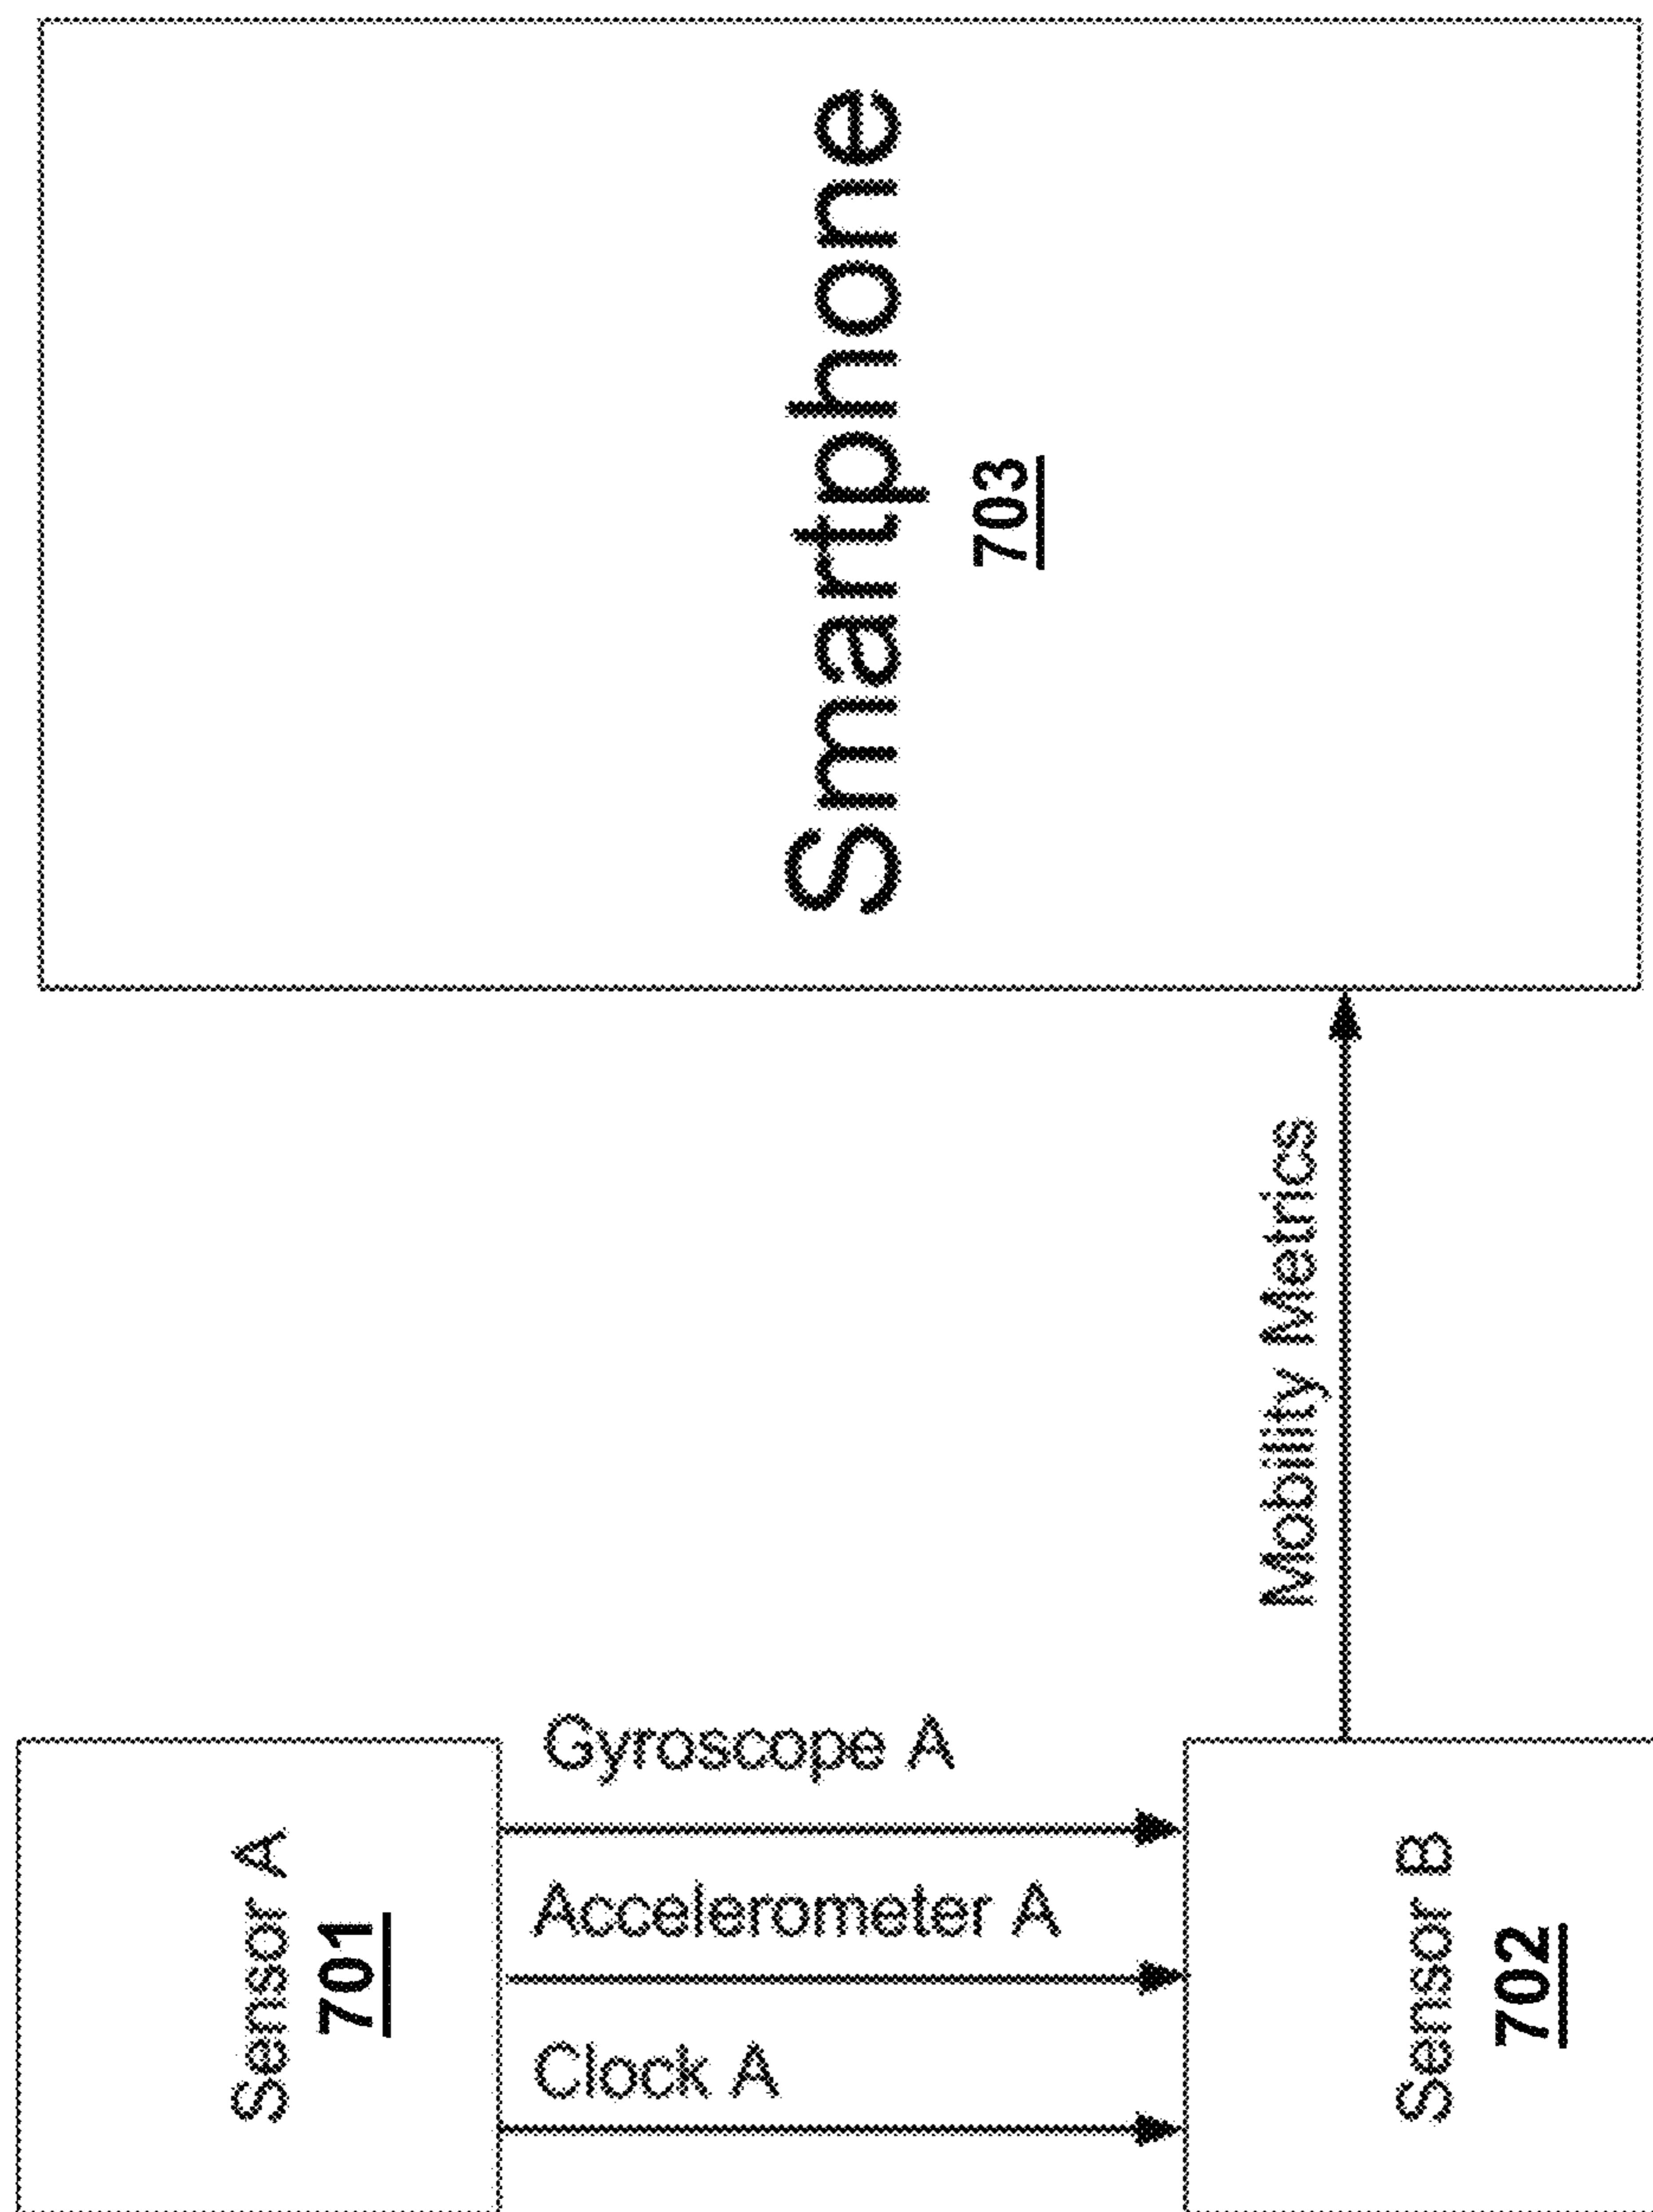 Smartphone
703
Mobility Metrics
Sensor A
701
Gyroscope A
Accelerometer A
Clock A
Sensor B
702